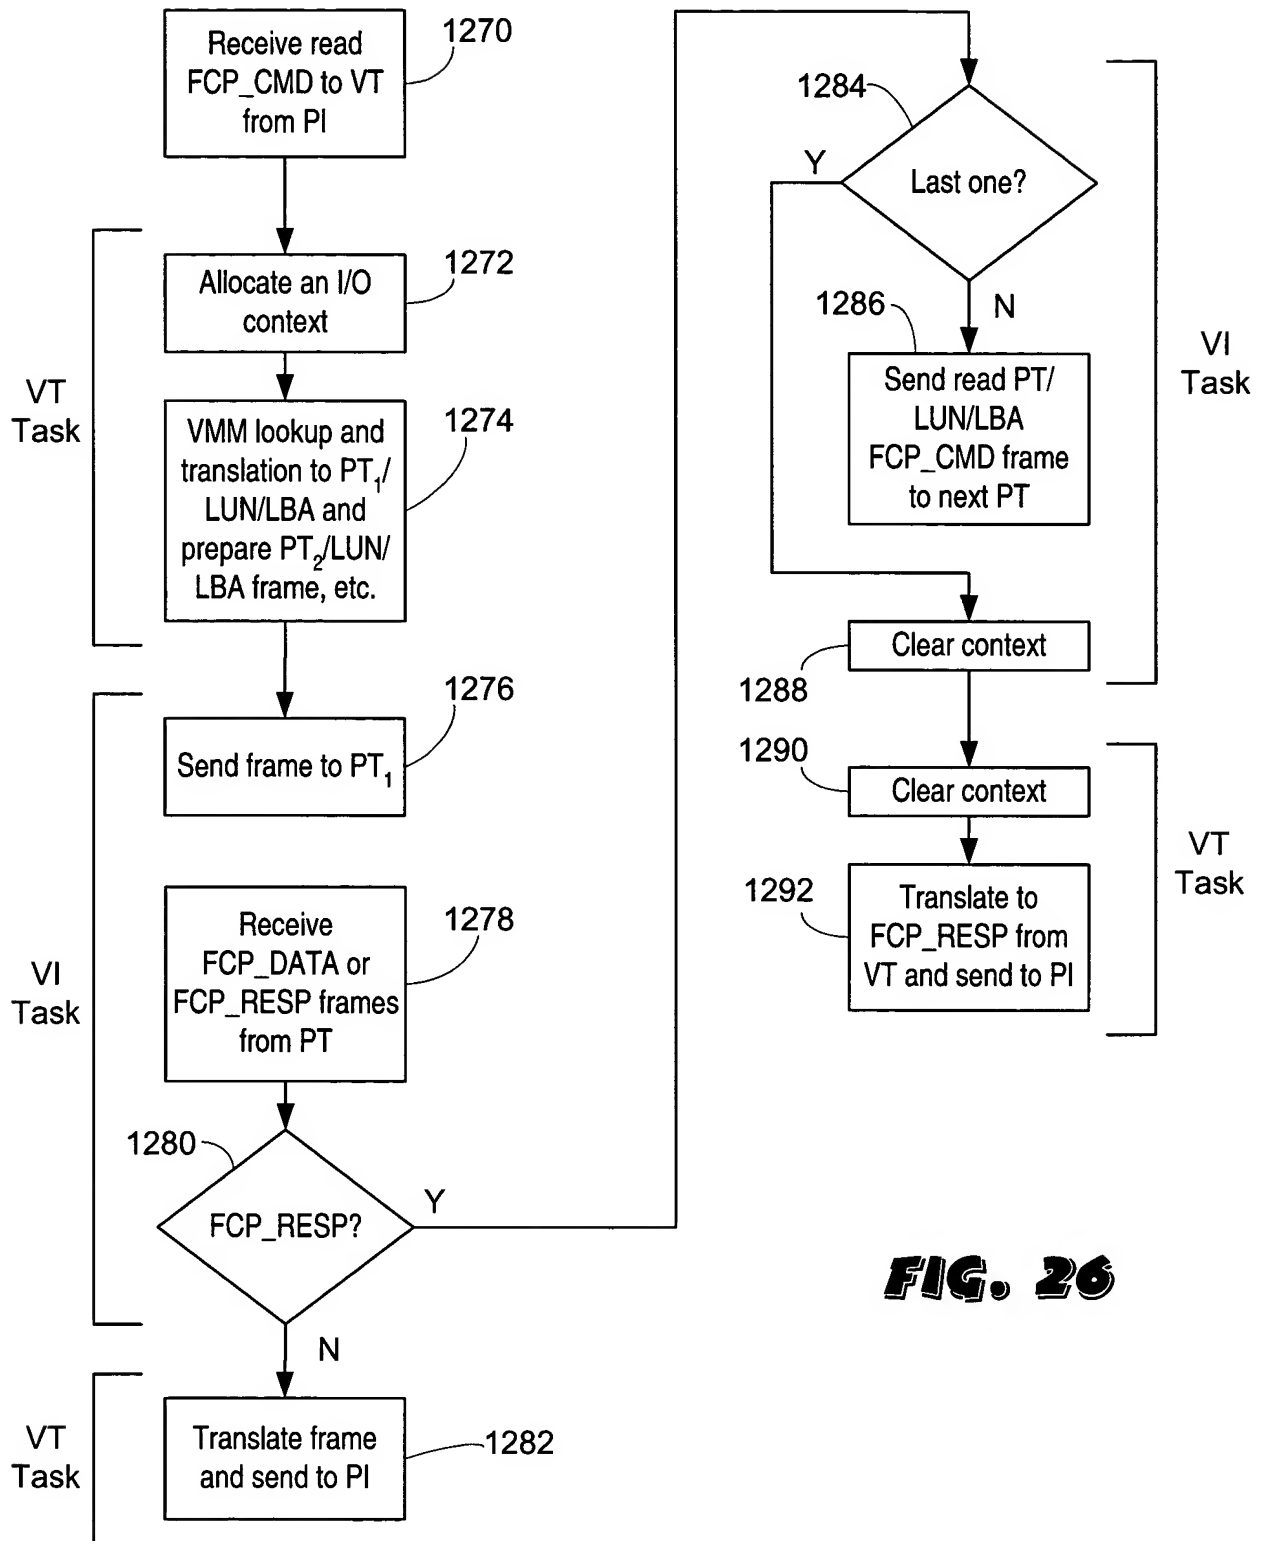 Receive read
FCP_CMD to VT
from PI
1270
Allocate an I/O
context
1272
VMM lookup and
translation to PT1/
LUN/LBA and
prepare PT2/LUN/
LBA frame, etc.
1274
VT
Task
Send frame to PT1
1276
Receive
FCP_DATA or
FCP_RESP frames
from PT
1278
VI
Task
1280
FCP_RESP?
Y
N
Translate frame
and send to PI
1282
VT
Task
1284
Last one?
Y
N
1286
Send read PT/
LUN/LBA
FCP_CMD frame
to next PT
VI
Task
Clear context
1288
1290
Clear context
1292
Translate to
FCP_RESP from
VT and send to PI
VT
Task
FIG. 26